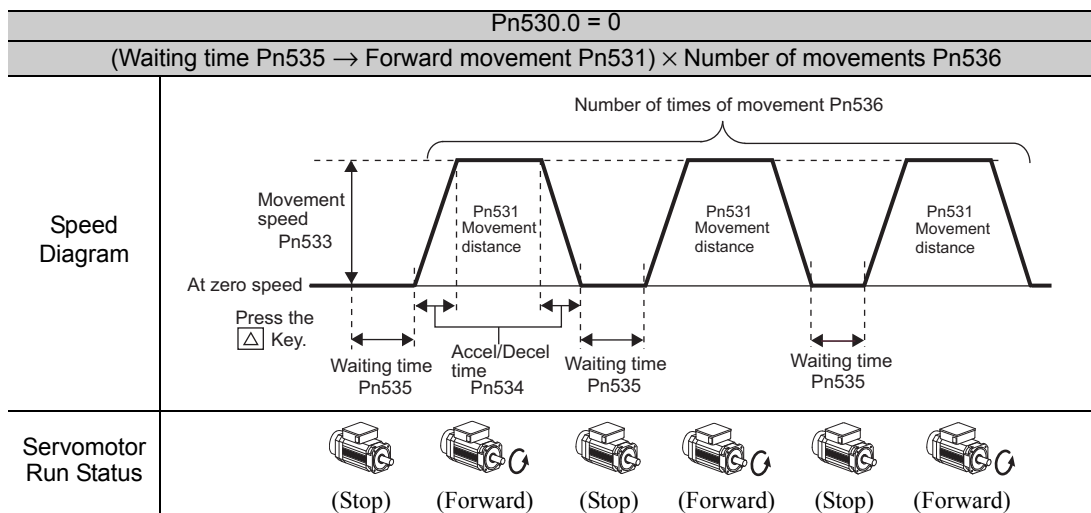 Pn530.0 = 0
(Waiting time Pn535 → Forward movement Pn531) × Number of movements Pn536
Speed
Diagram
Number of times of movement Pn536
Movement
speed
Pn533
Pn531
Movement
distance
Pn531
Movement
distance
Pn531
Movement
distance
At zero speed
Press the
△ Key.
Waiting time
Pn535
Accel/Decel
time
Pn534
Waiting time
Pn535
Waiting time
Pn535
Servomotor
Run Status
(Stop) (Forward) (Stop) (Forward) (Stop) (Forward)